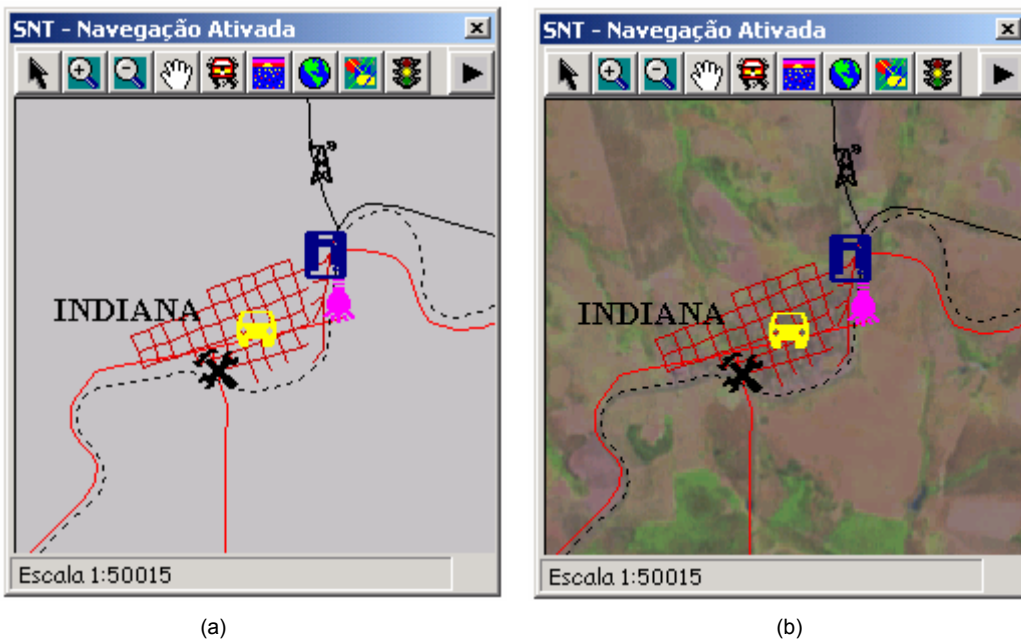 SNT - Navegação Ativada
INDIANA
Escala 1:50015
(a)
SNT - Navegação Ativada
INDIANA
Escala 1:50015
(b)